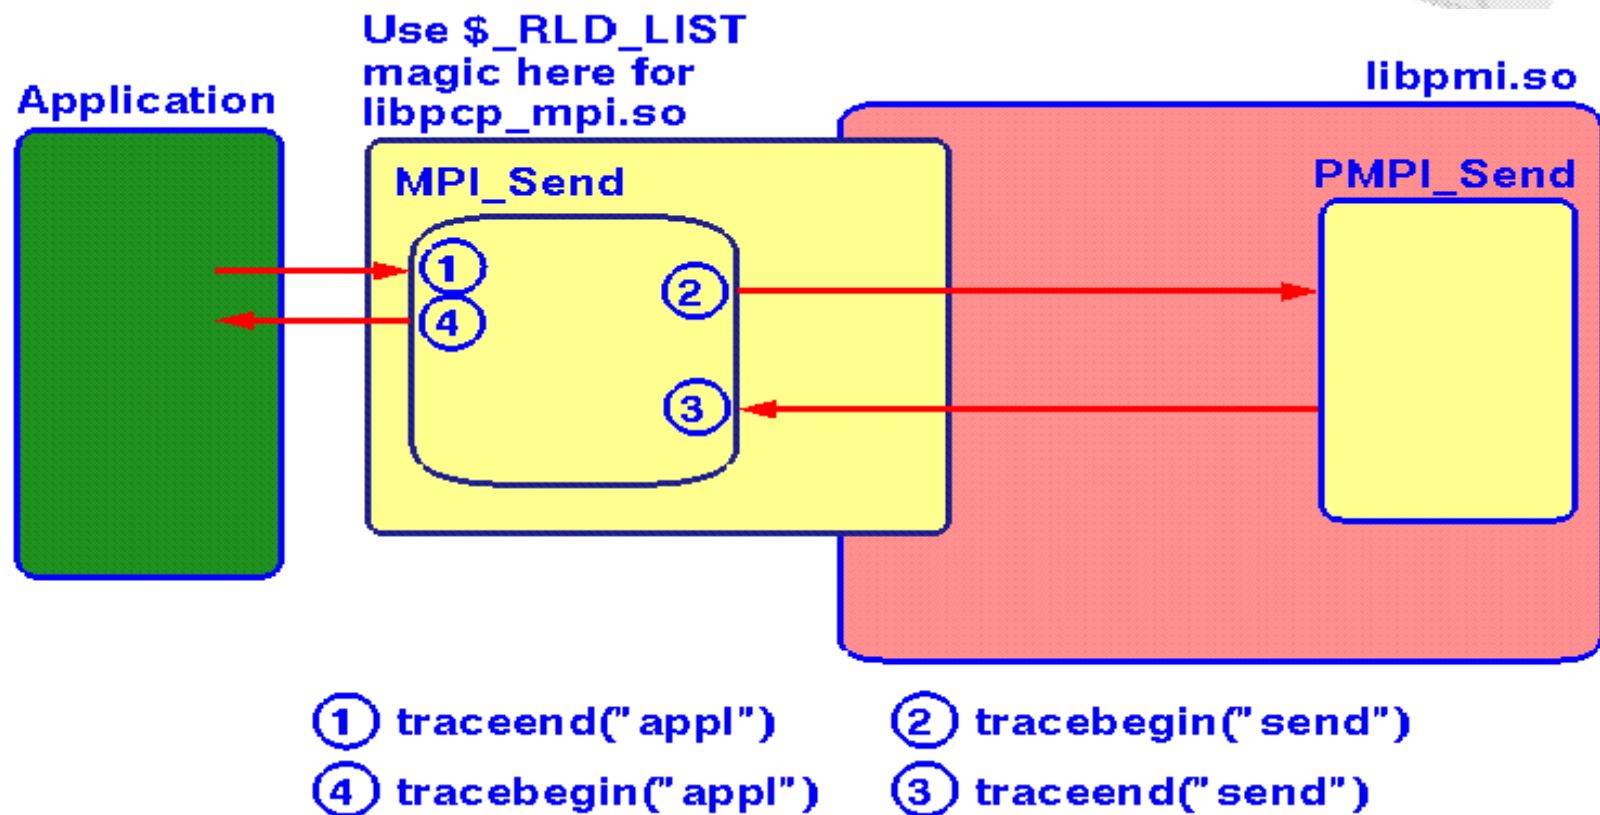 Use $_RLD_LIST
magic here for
libpcp_mpi.so
Application
libpmi.so
MPI_Send
PMPI_Send
1
4
2
3
1 traceend("appl")
2 tracebegin("send")
4 tracebegin("appl")
3 traceend("send")